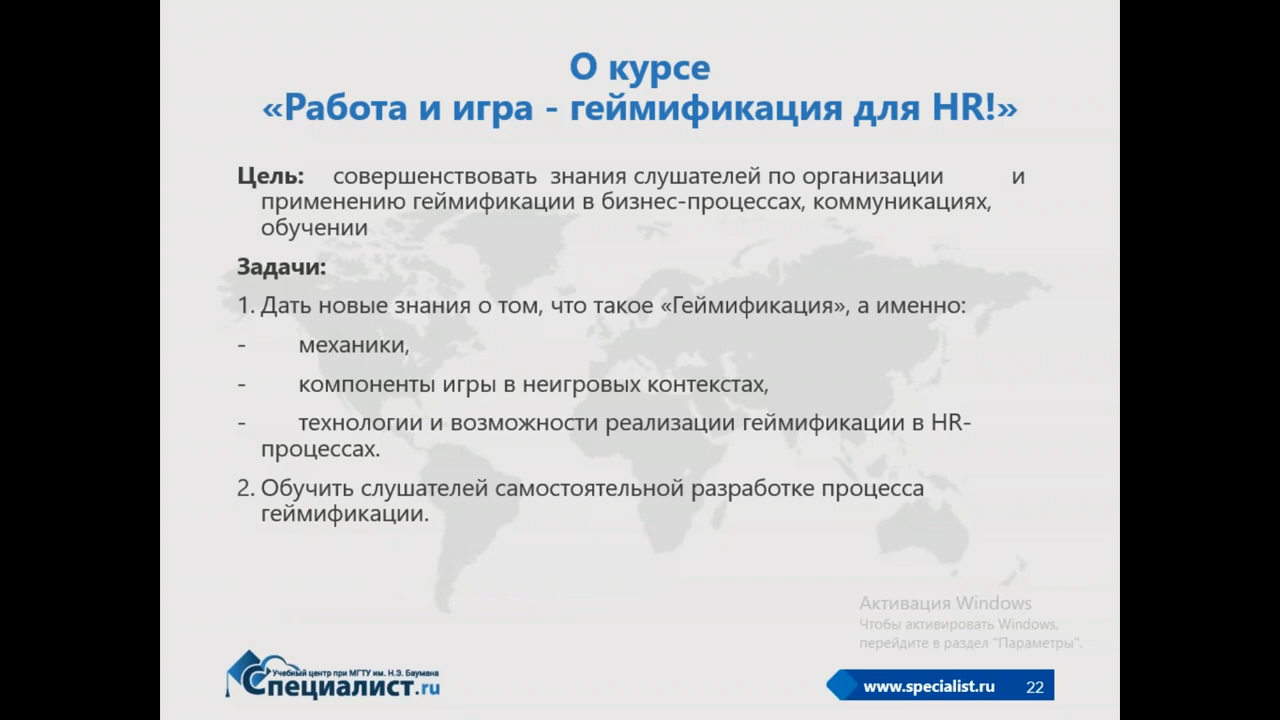 О курсе
«Работа и игра - геймификация для HR!»
Цель: совершенствовать знания слушателей по организации и
применению геймификации в бизнес-процессах, коммуникациях,
обучении
Задачи:
1. Дать новые знания о том, что такое «Геймификация», а именно:
- механики,
- компоненты игры в неигровых контекстах,
- технологии и возможности реализации геймификации в HR-
процессах.
2. Обучить слушателей самостоятельной разработке процесса
геймификации.
Активация Windows
Чтобы активировать Windows,
перейдите в раздел "Параметры".
Учебный центр при МГТУ им. Н.Э. Баумана
Специалист.ru
www.specialist.ru 22